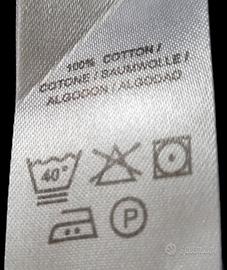 100% COTTON /
COTONE / BAUMWOLLE /
ALGODON / ALGODAO
40°
P